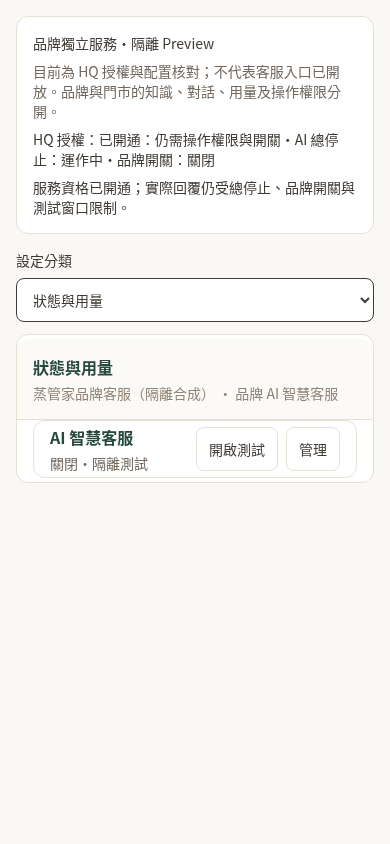 品牌獨立服務・隔離 Preview
目前為 HQ 授權與配置核對；不代表客服入口已開
放。品牌與門市的知識、對話、用量及操作權限分
開。
HQ 授權：已開通：仍需操作權限與開關・AI 總停
止：運作中・品牌開關：關閉
服務資格已開通；實際回覆仍受總停止、品牌開關與
測試窗口限制。
設定分類
狀態與用量
狀態與用量
蒸管家品牌客服（隔離合成） ・ 品牌 AI 智慧客服
AI 智慧客服
關閉・隔離測試
開啟測試
管理